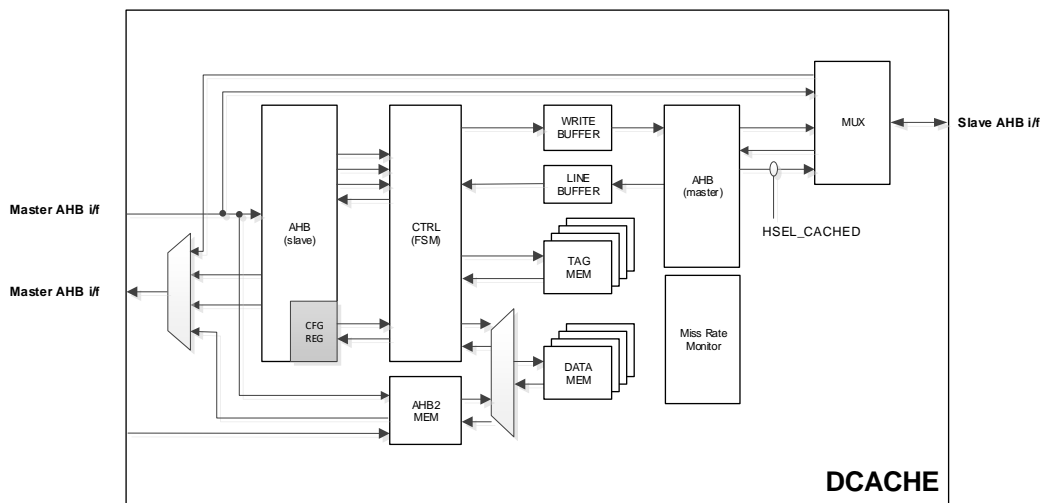 WRITE
BUFFER
MUX
Slave AHB i/f
LINE
BUFFER
AHB
(master)
Master AHB i/f
AHB
(slave)
CTRL
(FSM)
HSEL_CACHED
TAG
MEM
Master AHB i/f
CFG
REG
Miss Rate
Monitor
DATA
MEM
AHB2
MEM
DCACHE